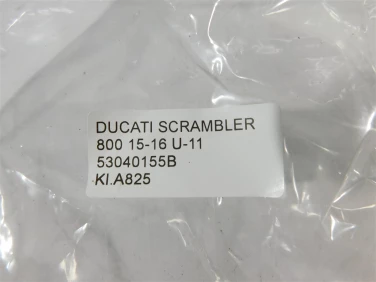 DUCATI SCRAMBLER
800 15-16 U-11
53040155B
KI.A825